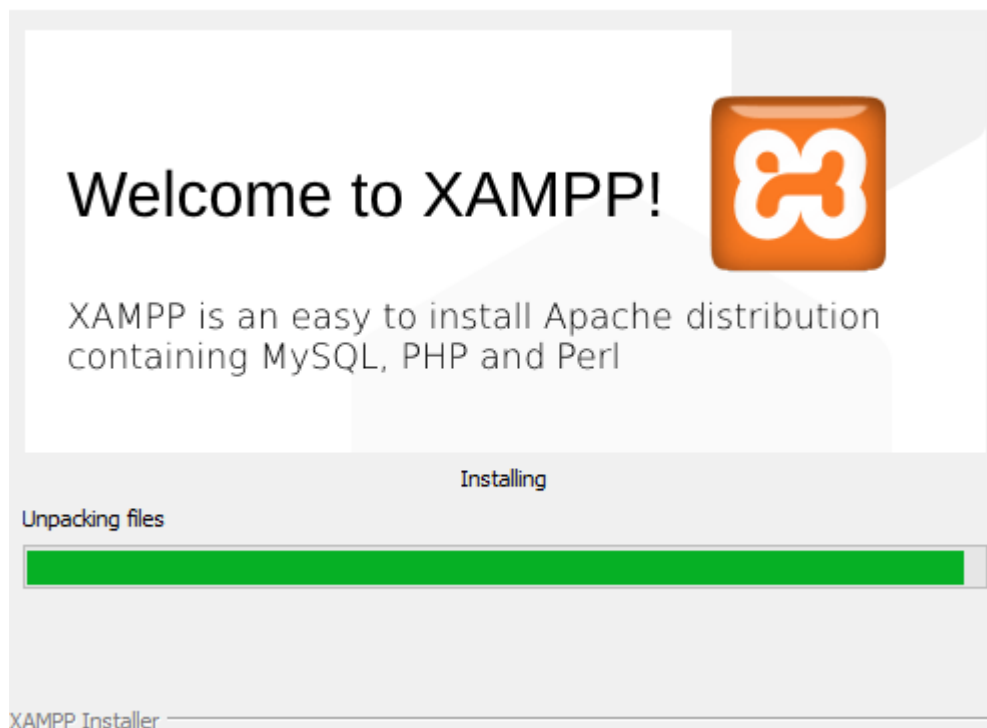 Welcome to XAMPP!
XAMPP is an easy to install Apache distribution
containing MySQL, PHP and Perl
Installing
Unpacking files
XAMPP Installer